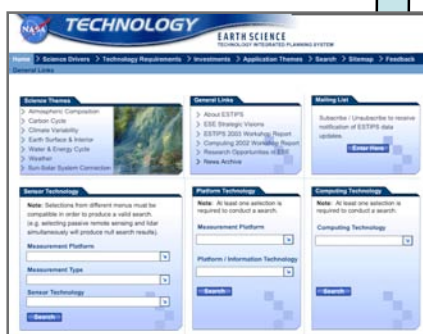 NASA
TECHNOLOGY
EARTH SCIENCE
TECHNOLOGY INTEGRATED PLANNING SYSTEM
Home > Science Drivers > Technology Requirements > Investments > Application Themes > Search > Sitemap > Feedback
General Links
Science Themes
> Atmospheric Composition
> Carbon Cycle
> Climate Variability
> Earth Surface & Interior
> Water & Energy Cycle
> Weather
> Sun-Solar System Connection
General Links
> About ESTIPS
> ESE Strategic Visions
> ESTIPS 2003 Workshop Report
> Computing 2002 Workshop Report
> Research Opportunities in ESE
> News Archive
Mailing List
Subscribe / Unsubscribe to receive
notification of ESTIPS data
updates.
Enter Here
Sensor Technology
Note: Selections from different menus must be
compatible in order to produce a valid search.
(e.g. selecting passive remote sensing and lidar
simultaneously will produce null search results).
Measurement Platform
Measurement Type
Sensor Technology
Search
Platform Technology
Note: At least one selection is
required to conduct a search.
Measurement Platform
Platform / Information Technology
Search
Computing Technology
Note: At least one selection is
required to conduct a search.
Computing Technology
Search